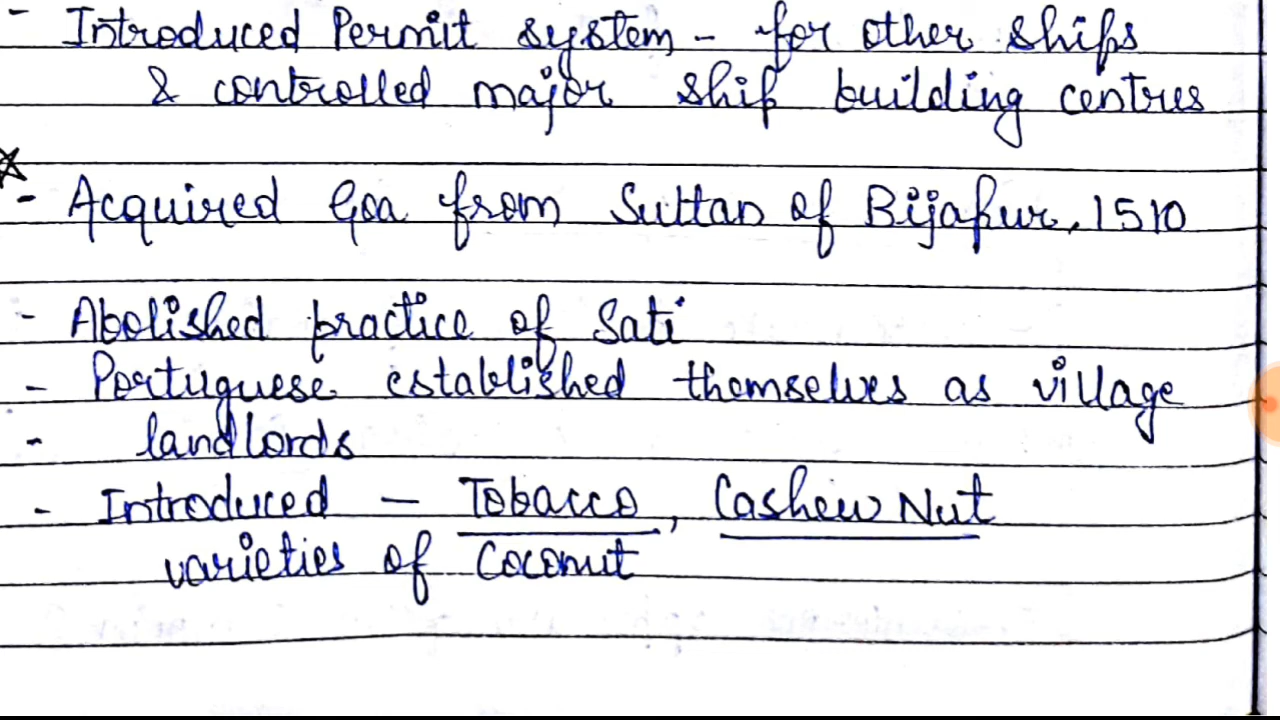 - Introduced Permit system - for other ships
& controlled major ship building centres
- Acquired Goa from Sultan of Bijapur, 1510
- Abolished practice of Sati
- Portuguese established themselves as village
- landlords
- Introduced - Tobacco, Cashew Nut
varieties of Coconut